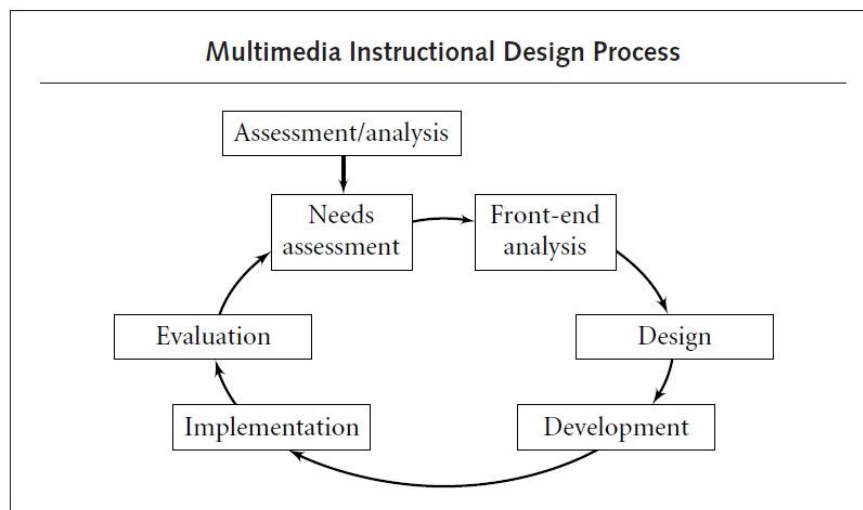 Multimedia Instructional Design Process
Assessment/analysis
Needs
assessment
Front-end
analysis
Evaluation
Design
Implementation
Development